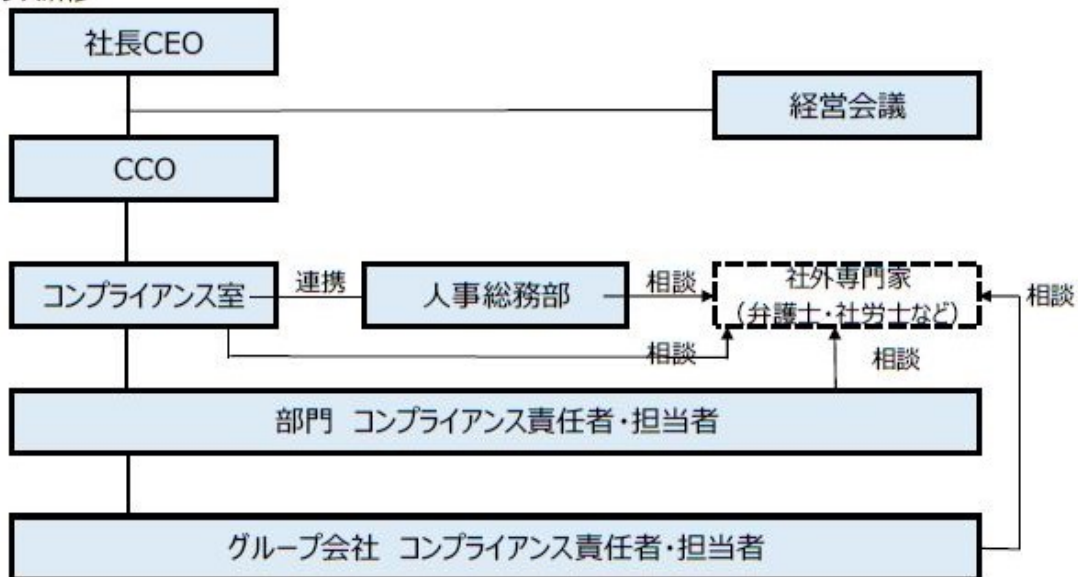 社長CEO
経営会議
CCO
コンプライアンス室
連携
人事総務部
相談
社外専門家
(弁護士・社労士など)
相談
相談
相談
部門 コンプライアンス責任者・担当者
グループ会社 コンプライアンス責任者・担当者